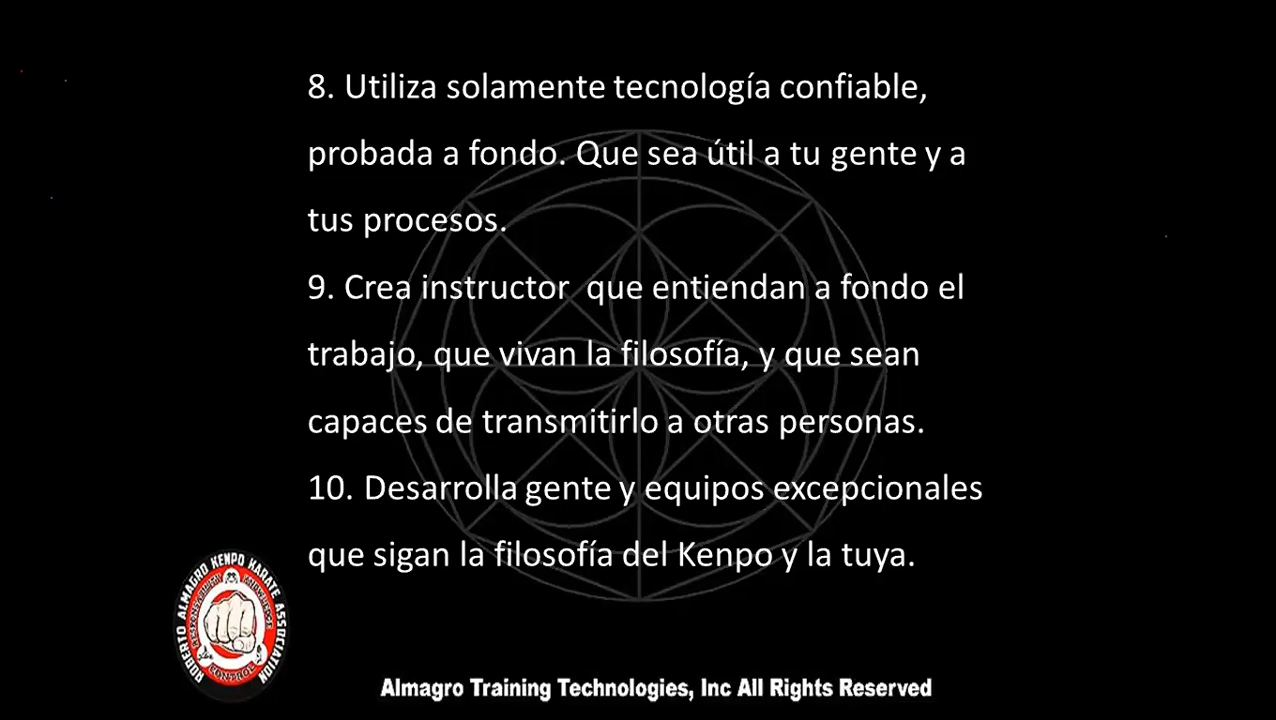 8. Utiliza solamente tecnología confiable,
probada a fondo. Que sea útil a tu gente y a
tus procesos.
9. Crea instructor  que entiendan a fondo el
trabajo, que vivan la filosofía, y que sean
capaces de transmitirlo a otras personas.
10. Desarrolla gente y equipos excepcionales
que sigan la filosofía del Kenpo y la tuya.
ROBERTO ALMAGRO KENPO KARATE ASSOCIATION
RESPONSABILITY KNOWLEDGE
CONTROL
Almagro Training Technologies, Inc All Rights Reserved